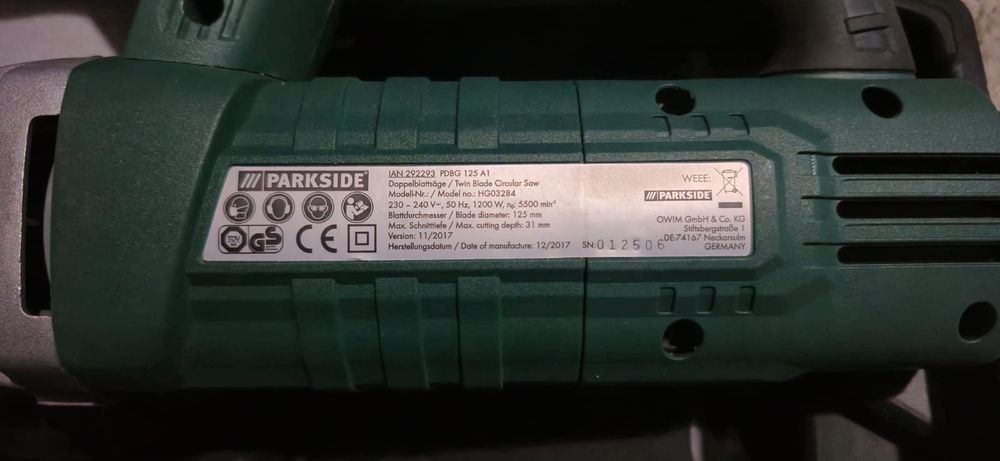 /// PARKSIDE®
IAN 292293 PDBG 125 A1
Doppelblattsäge / Twin Blade Circular Saw
Modell-Nr.: / Model no.: HG03284
230 – 240 V~, 50 Hz, 1200 W, n₀: 5500 min⁻¹
Blattdurchmesser / Blade diameter: 125 mm
Max. Schnitttiefe / Max. cutting depth: 31 mm
Version: 11/2017
Herstellungsdatum / Date of manufacture: 12/2017
SN:012506
TÜV
GS
CE
WEEE:
/// PARKSIDE®
OWIM GmbH & Co. KG
Stiftsbergstraße 1
DE-74167 Neckarsulm
GERMANY